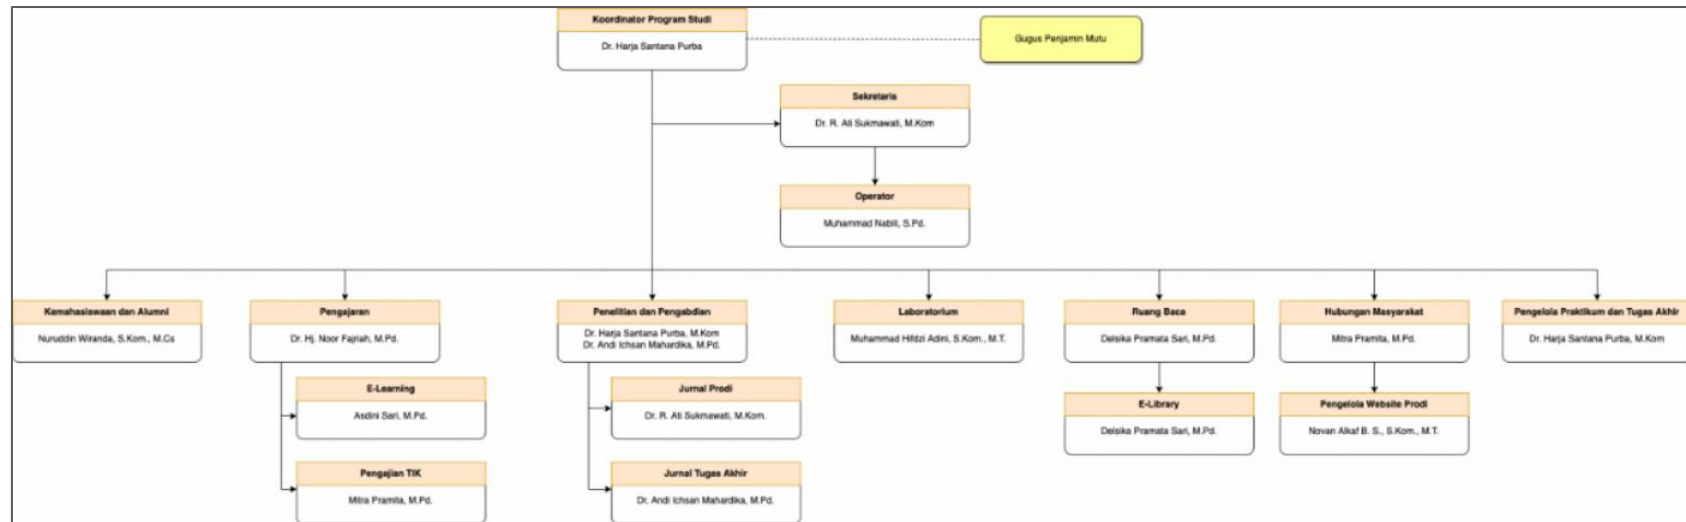 Koordinator Program Studi
Dr. Harja Santana Purba
Gugus Penjamin Mutu
Sekretaris
Dr. R. Ati Sukmawati, M.Kom
Operator
Muhammad Nabili, S.Pd.
Kemahasiswaan dan Alumni
Nuruddin Wiranda, S.Kom., M.Cs
Pengajaran
Dr. Hj. Noor Fajriah, M.Pd.
Penelitian dan Pengabdian
Dr. Harja Santana Purba, M.Kom
Dr. Andi Ichsan Mahardika, M.Pd.
Laboratorium
Muhammad Hifdzi Adini, S.Kom., M.T.
Ruang Baca
Delsika Pramata Sari, M.Pd.
Hubungan Masyarakat
Mitra Pramita, M.Pd.
Pengelola Praktikum dan Tugas Akhir
Dr. Harja Santana Purba, M.Kom
E-Learning
Asdini Sari, M.Pd.
Jurnal Prodi
Dr. R. Ati Sukmawati, M.Kom.
E-Library
Delsika Pramata Sari, M.Pd.
Pengelola Website Prodi
Novan Alkaf B. S., S.Kom., M.T.
Pengajian TIK
Mitra Pramita, M.Pd.
Jurnal Tugas Akhir
Dr. Andi Ichsan Mahardika, M.Pd.